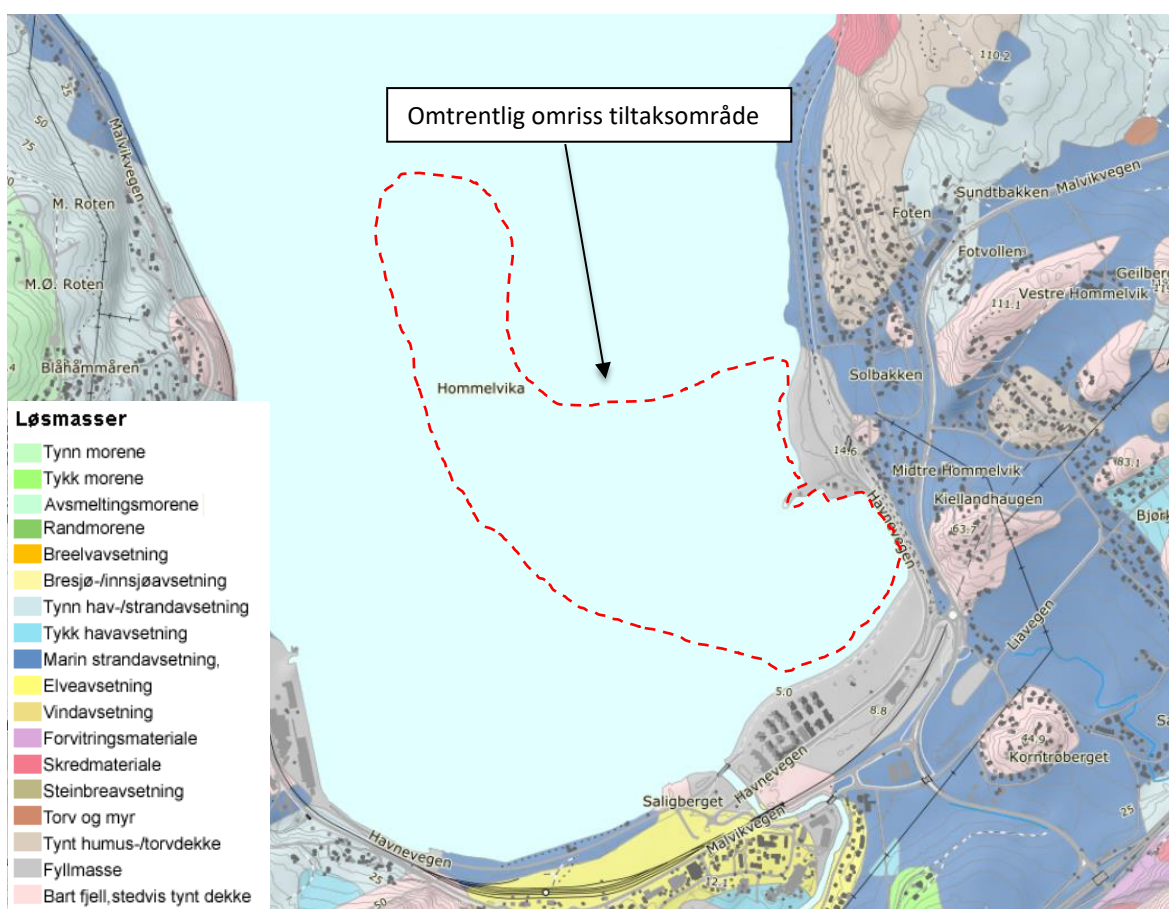 110.2
25
50
75
Malvikvegen
Omtrentlig omriss tiltaksområde
M. Roten
Sundtbakken
Malvikvegen
Foten
Fotvollen
M.Ø. Roten
Geilberg
Vestre Hommelvik
111.1
Blåhåmmåren
Solbakken
Hommelvika
14.6
Midtre Hommelvik
83.1
Kiellandhaugen
Bjørk
63.7
Havnevegen
Liavegen
5.0
8.8
44.9
Korntrøberget
Saligberget
Havnevegen
Malvikvegen
25
Havnevegen
25
50
2.1
Løsmasser
Tynn morene
Tykk morene
Avsmeltingsmorene
Randmorene
Breelvavsetning
Bresjø-/innsjøavsetning
Tynn hav-/strandavsetning
Tykk havavsetning
Marin strandavsetning,
Elveavsetning
Vindavsetning
Forvitringsmateriale
Skredmateriale
Steinbreavsetning
Torv og myr
Tynt humus-/torvdekke
Fyllmasse
Bart fjell,stedvis tynt dekke